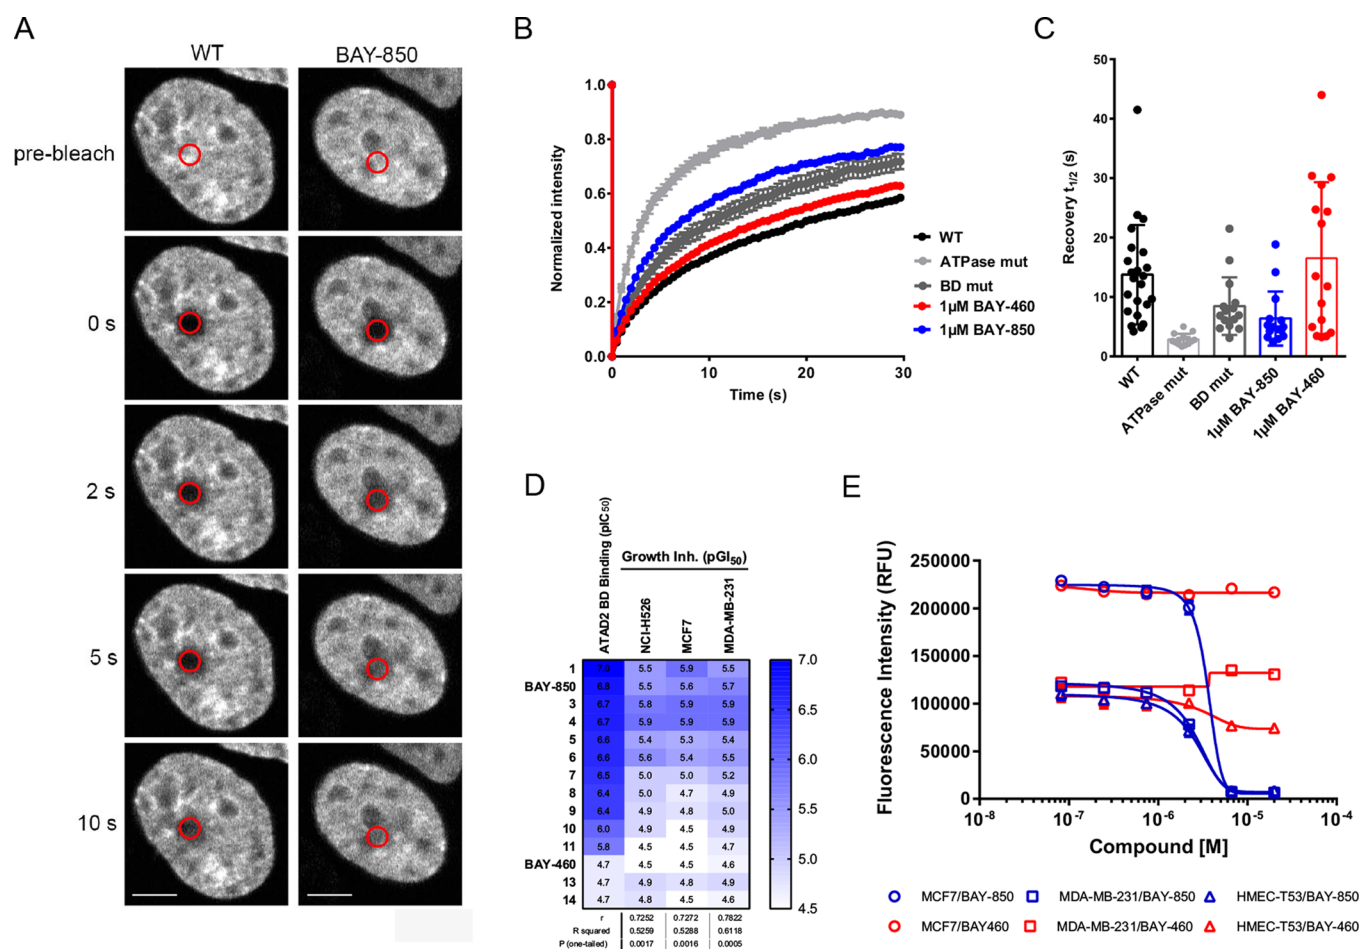 A
WT
BAY-850
pre-bleach
0 s
2 s
5 s
10 s
B
Normalized intensity
1.0
0.8
0.6
0.4
0.2
0.0
0
10
20
30
Time (s)
WT
ATPase mut
BD mut
1µM BAY-460
1µM BAY-850
C
Recovery t1/2 (s)
50
40
30
20
10
0
WT
ATPase mut
BD mut
1µM BAY-850
1µM BAY-460
D
ATAD2 BD Binding (pIC50)
Growth Inh. (pGI50)
NCI-H526
MCF7
MDA-MB-231
1 7.0 5.5 5.9 5.5
BAY-850 6.8 5.5 5.6 5.7
3 6.7 5.8 5.9 5.9
4 6.7 5.9 5.9 5.9
5 6.6 5.4 5.3 5.4
6 6.6 5.6 5.4 5.5
7 6.5 5.0 5.0 5.2
8 6.4 5.0 4.7 4.9
9 6.4 4.9 4.8 5.0
10 6.0 4.9 4.5 4.9
11 5.8 4.5 4.5 4.7
BAY-460 4.7 4.5 4.5 4.6
13 4.7 4.9 4.8 4.9
14 4.7 4.8 4.5 4.6
r 0.7252 0.7272 0.7822
R squared 0.5259 0.5288 0.6118
P (one-tailed) 0.0017 0.0016 0.0005
7.0
6.5
6.0
5.5
5.0
4.5
E
Fluorescence Intensity (RFU)
250000
200000
150000
100000
50000
0
10-8
10-7
10-6
10-5
10-4
Compound [M]
MCF7/BAY-850
MDA-MB-231/BAY-850
HMEC-T53/BAY-850
MCF7/BAY460
MDA-MB-231/BAY-460
HMEC-T53/BAY-460